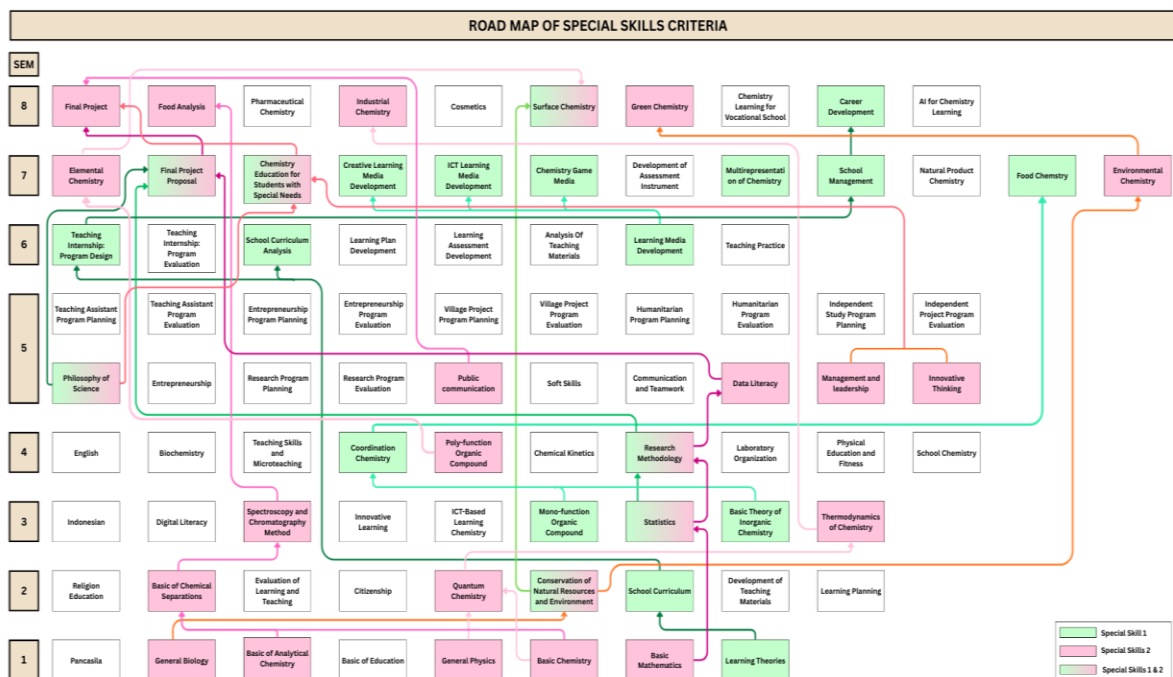 ROAD MAP OF SPECIAL SKILLS CRITERIA
SEM
8
Final Project
Food Analysis
Pharmaceutical
Chemistry
Industrial
Chemistry
Cosmetics
Surface Chemistry
Green Chemistry
Chemistry
Learning for
Vocational School
Career
Development
AI for Chemistry
Learning
7
Elemental
Chemistry
Final Project
Proposal
Chemistry
Education for
Students with
Special Needs
Creative Learning
Media
Development
ICT Learning
Media
Development
Chemistry Game
Media
Development of
Assessment
Instrument
Multirepresentati
on of Chemistry
School
Management
Natural Product
Chemistry
Food Chemstry
Environmental
Chemistry
6
Teaching
Internship:
Program Design
Teaching
Internship:
Program
Evaluation
School Curriculum
Analysis
Learning Plan
Development
Learning
Assessment
Development
Analysis Of
Teaching
Materials
Learning Media
Development
Teaching Practice
5
Teaching Assistant
Program Planning
Teaching Assistant
Program
Evaluation
Entrepreneurship
Program Planning
Entrepreneurship
Program
Evaluation
Village Project
Program Planning
Village Project
Program
Evaluation
Humanitarian
Program Planning
Humanitarian
Program
Evaluation
Independent
Study Program
Planning
Independent
Project Program
Evaluation
Philosophy of
Science
Entrepreneurship
Research Program
Planning
Research Program
Evaluation
Public
communication
Soft Skills
Communication
and Teamwork
Data Literacy
Management and
leadership
Innovative
Thinking
4
English
Biochemistry
Teaching Skills
and
Microteaching
Coordination
Chemistry
Poly-function
Organic
Compound
Chemical Kinetics
Research
Methodology
Laboratory
Organization
Physical
Education and
Fitness
School Chemistry
3
Indonesian
Digital Literacy
Spectroscopy and
Chromatography
Method
Innovative
Learning
ICT-Based
Learning
Chemistry
Mono-function
Organic
Compound
Statistics
Basic Theory of
Inorganic
Chemistry
Thermodynamics
of Chemistry
2
Religion
Education
Basic of Chemical
Separations
Evaluation of
Learning and
Teaching
Citizenship
Quantum
Chemistry
Conservation of
Natural Resources
and Environment
School Curriculum
Development of
Teaching
Materials
Learning Planning
1
Pancasila
General Biology
Basic of Analytical
Chemistry
Basic of Education
General Physics
Basic Chemistry
Basic
Mathematics
Learning Theories
Special Skill 1
Special Skills 2
Special Skills 1 & 2